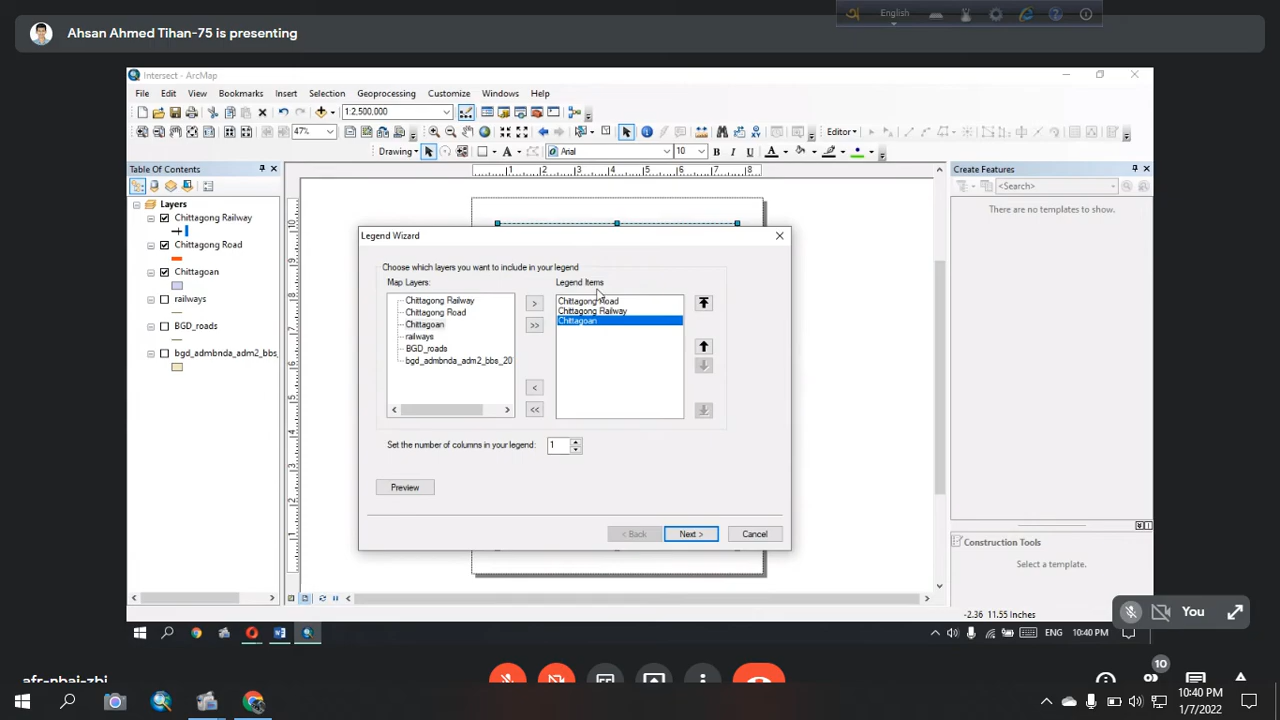 English
Ahsan Ahmed Tihan-75 is presenting
Intersect - ArcMap
File Edit View Bookmarks Insert Selection Geoprocessing Customize Windows Help
1:2,500,000
47%
Editor
Drawing
Arial
10
Table Of Contents
Layers
Chittagong Railway
Chittagong Road
Chittagoan
railways
BGD_roads
bgd_admbnda_adm2_bbs_
Create Features
<Search>
There are no templates to show.
Legend Wizard
Choose which layers you want to include in your legend
Map Layers:
Chittagong Railway
Chittagong Road
Chittagoan
railways
BGD_roads
bgd_admbnda_adm2_bbs_20
>
>>
<
<<
Legend Items
Chittagong Road
Chittagong Railway
Chittagoan
Set the number of columns in your legend: 1
Preview
< Back Next > Cancel
Construction Tools
Select a template.
-2.36 11.55 Inches
You
ENG 10:40 PM
afr-nbai-zhi
10
10:40 PM
1/7/2022